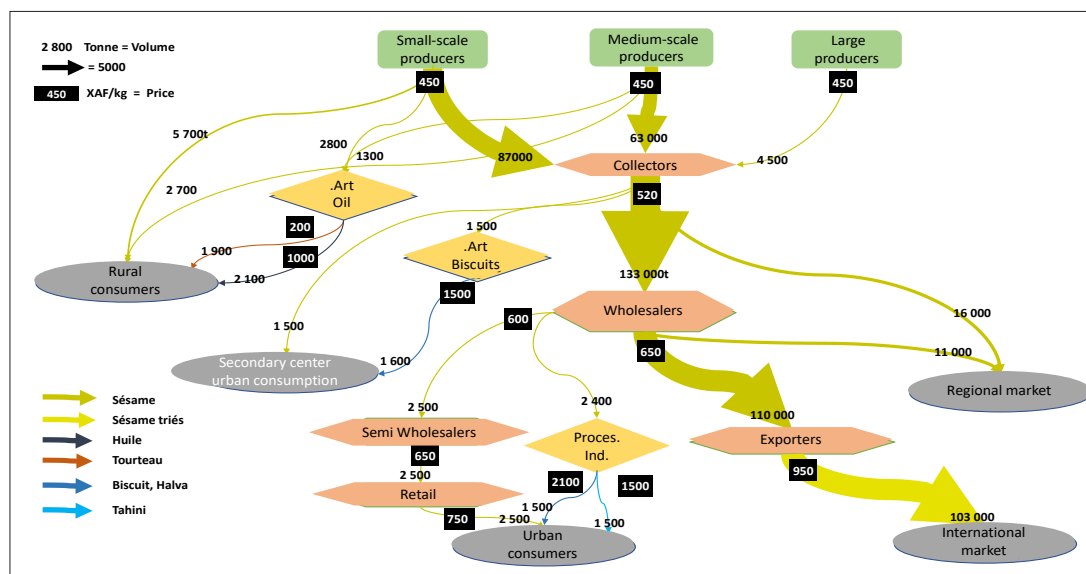 2 800 Tonne = Volume
= 5000
450 XAF/kg = Price
Small-scale
producers
Medium-scale
producers
Large
producers
450
450
450
5 700t
2800
1300
2 700
87000
63 000
4 500
Collectors
520
.Art
Oil
200
1000
1 900
2 100
Rural
consumers
1 500
.Art
Biscuits
1500
133 000t
Wholesalers
600
650
16 000
11 000
1 500
1 600
Secondary center
urban consumption
Regional market
2 500
2 400
110 000
Semi Wholesalers
650
2 500
Retail
750
Proces.
Ind.
2100
1500
Exporters
950
1 500
2 500
1 500
103 000
Urban
consumers
International
market
Sésame
Sésame triés
Huile
Tourteau
Biscuit, Halva
Tahini